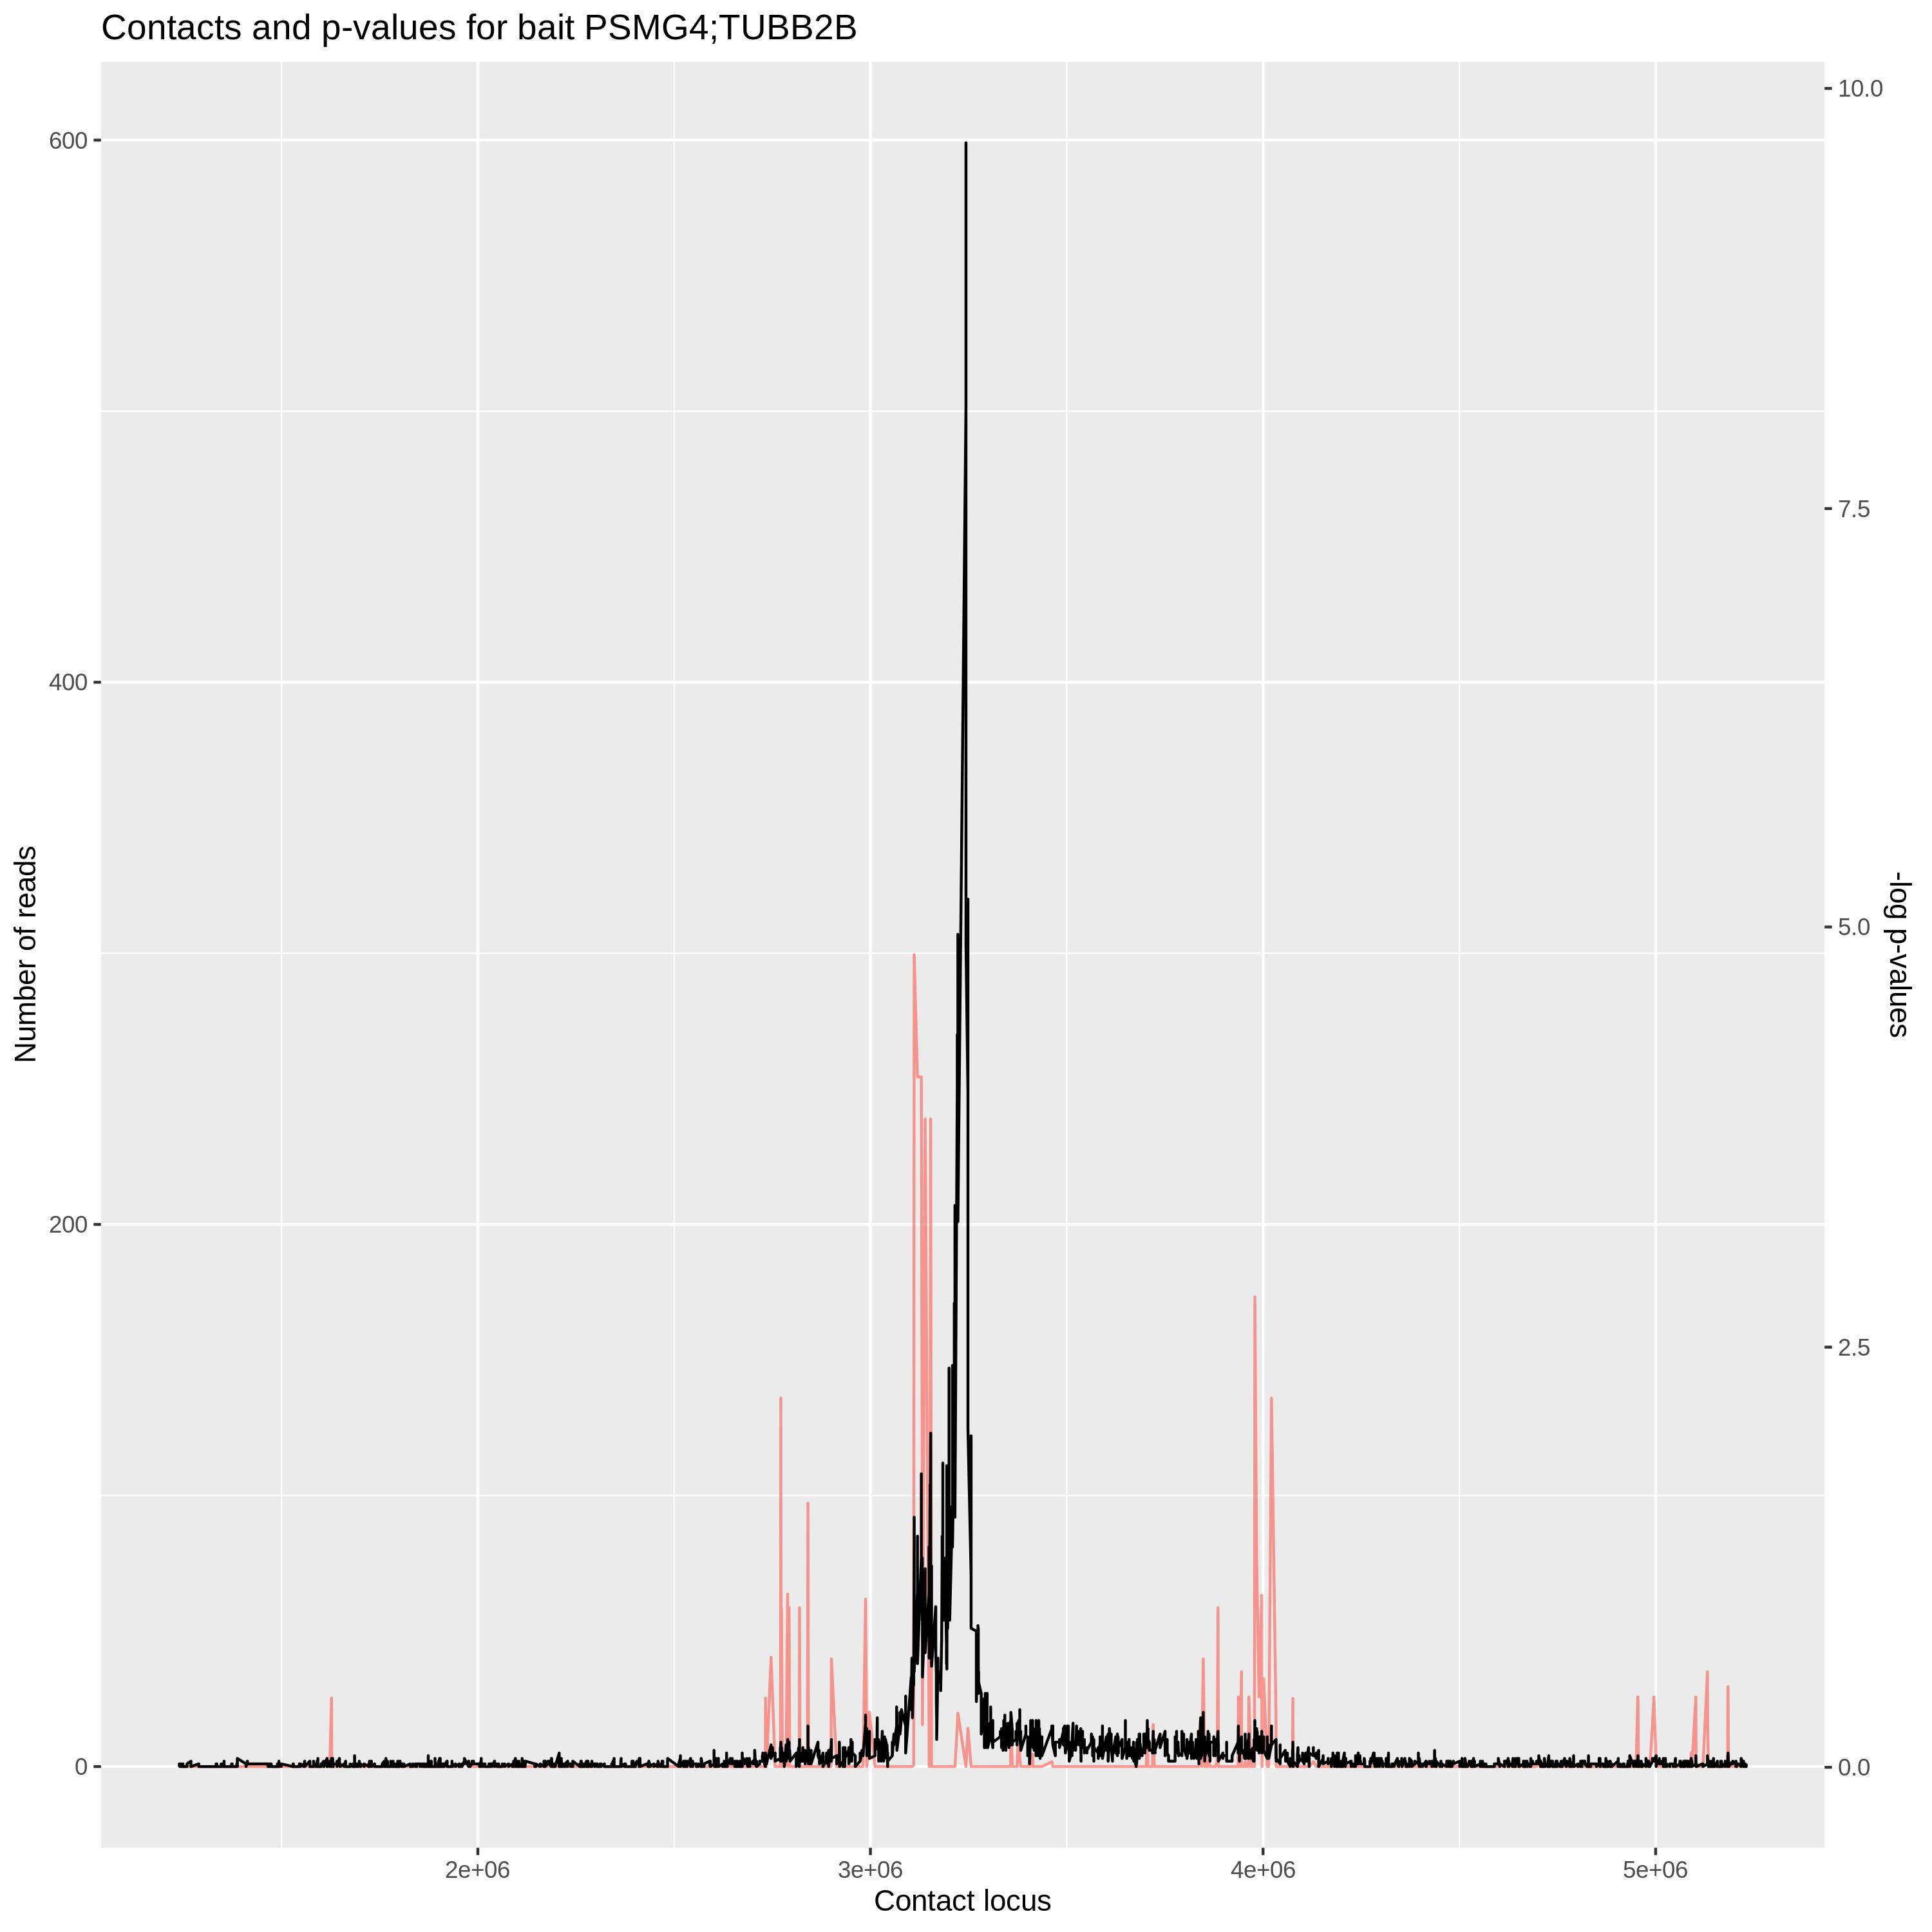 Contacts and p-values for bait PSMG4;TUBB2B
600
400
200
0
Number of reads
10.0
7.5
5.0
2.5
0.0
-log p-values
2e+06
3e+06
4e+06
5e+06
Contact locus